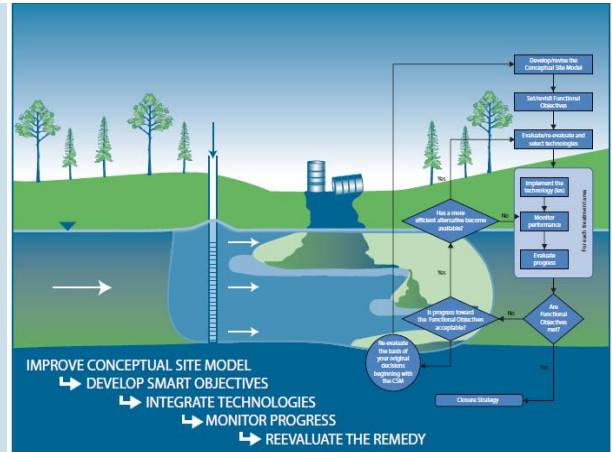 Develop/revise the
Conceptual Site Model
Set/revisit Functional
Objectives
Evaluate/re-evaluate and
select technologies
Yes
Implement the
technology (ies)
Has a more
efficient alternative become
available?
No
Monitor
performance
For each treatment area
Evaluate
progress
Yes
Is progress toward
the Functional Objectives
acceptable?
No
Are
Functional
Objectives
met?
Re-evaluate
the basis of
your original
decisions
beginning with
the CSM
Yes
Closure Strategy
IMPROVE CONCEPTUAL SITE MODEL
DEVELOP SMART OBJECTIVES
INTEGRATE TECHNOLOGIES
MONITOR PROGRESS
REEVALUATE THE REMEDY